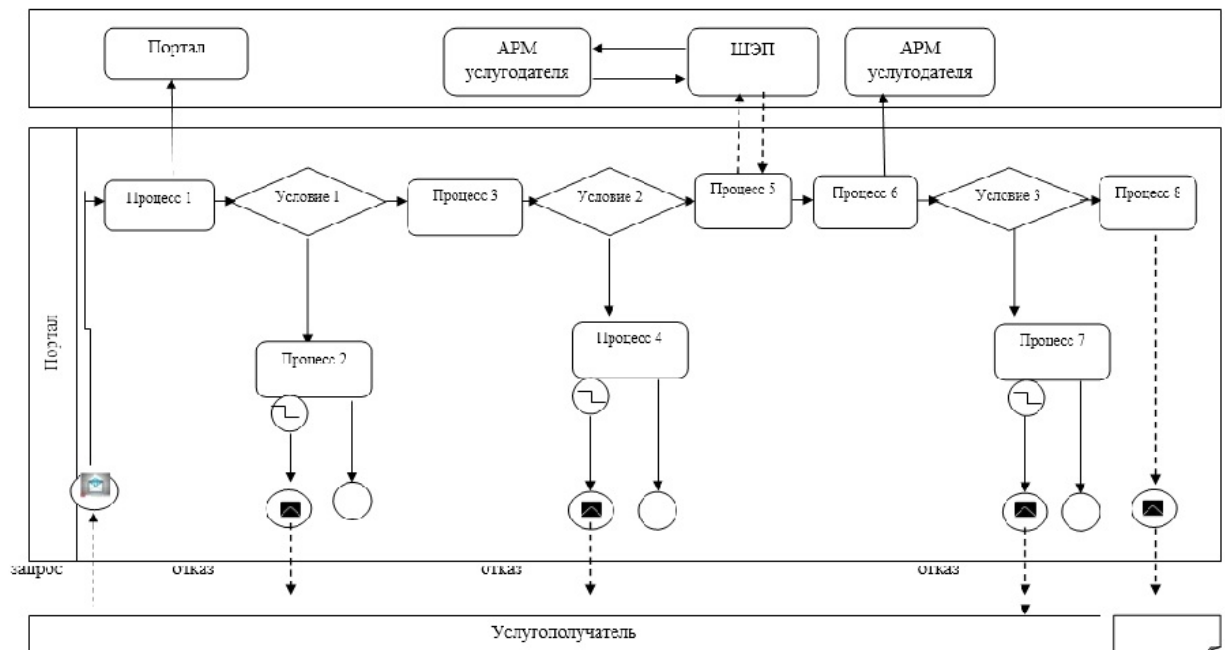 Портал
АРМ
услугодателя
ШЭП
АРМ
услугодателя
Процесс 1
Условие 1
Процесс 3
Условие 2
Процесс 5
Процесс 6
Условие 3
Процесс 8
Процесс 2
Процесс 4
Процесс 7
Портал
запрос
отказ
отказ
отказ
Услугополучатель